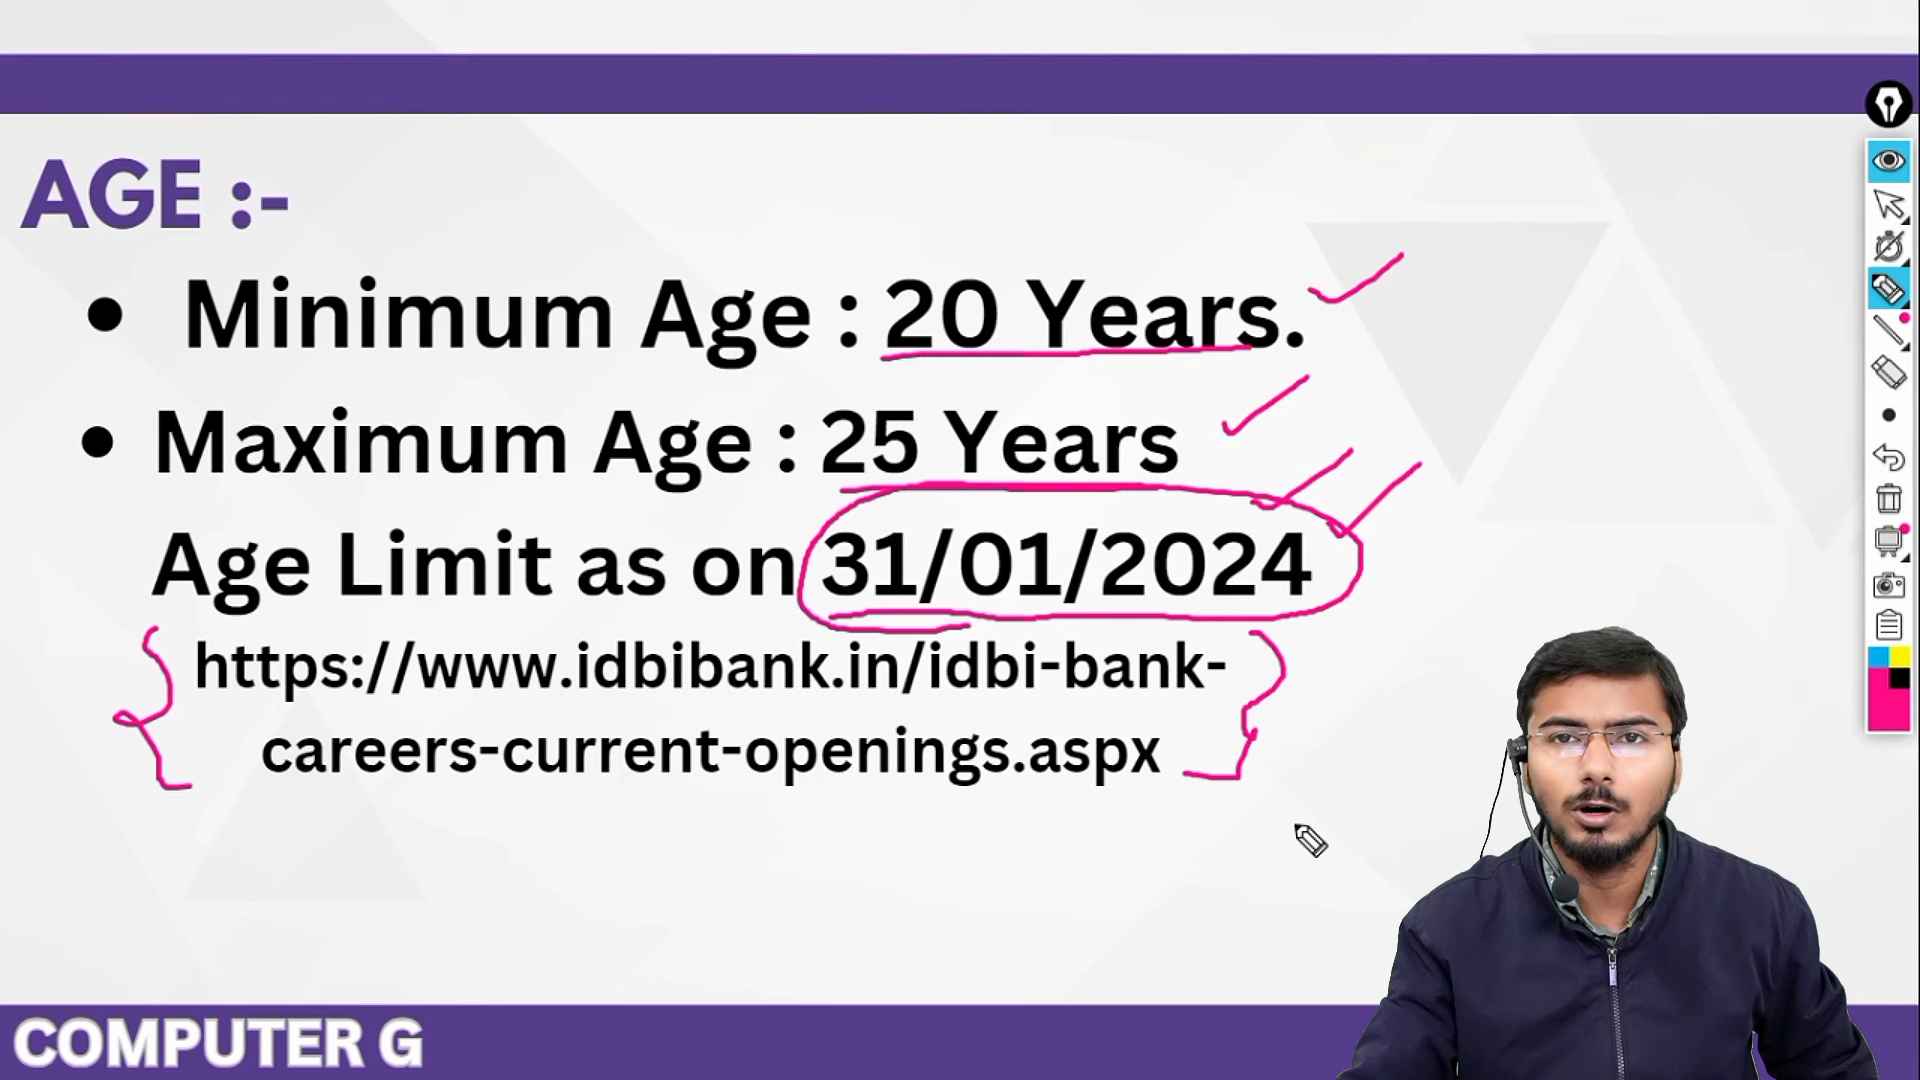 AGE :-
• Minimum Age : 20 Years.
• Maximum Age : 25 Years
Age Limit as on 31/01/2024
https://www.idbibank.in/idbi-bank-
careers-current-openings.aspx
COMPUTER G